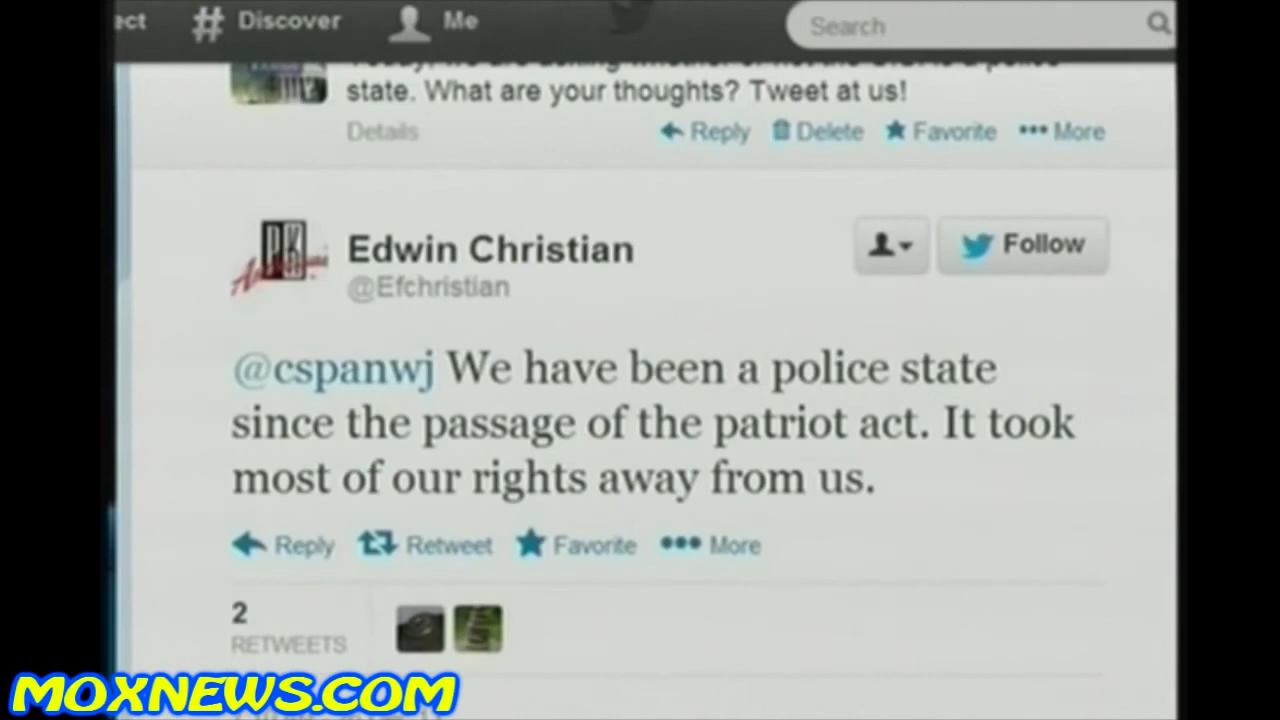 ect # Discover Me Search
state. What are your thoughts? Tweet at us!
Details Reply Delete Favorite More
PK
Edwin Christian
@Efchristian
Follow
@cspanwj We have been a police state
since the passage of the patriot act. It took
most of our rights away from us.
Reply Retweet Favorite More
2
RETWEETS
MOXNEWS.COM